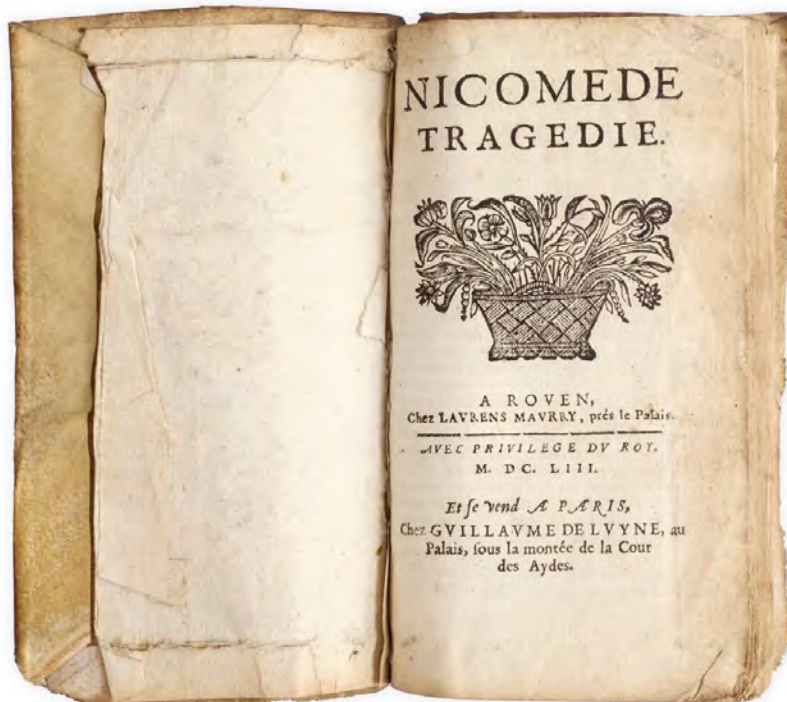 NICOMEDE
TRAGEDIE.
A ROVEN,
Chez LAVRENS MAVRRY, prés le Palais.
AVEC PRIVILEGE DV ROY.
M. DC. LIII.
Et ſe vend A PARIS,
Chez GVILLAVME DE LVYNE, au
Palais, ſous la montée de la Cour
des Aydes.